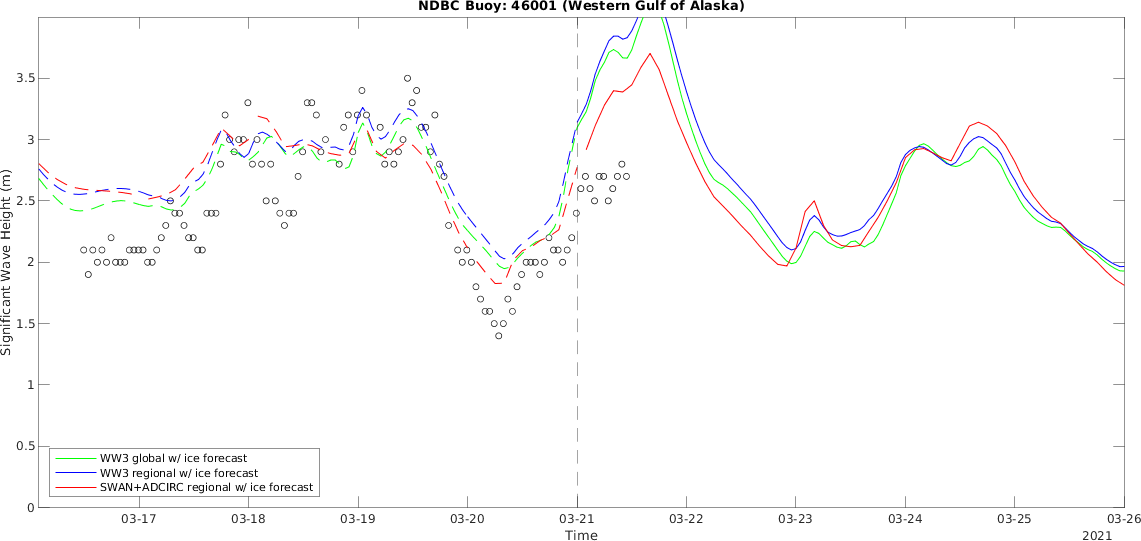 NDBC Buoy: 46001 (Western Gulf of Alaska)
Significant Wave Height (m)
3.5
3
2.5
2
1.5
1
0.5
0
WW3 global w/ ice forecast
WW3 regional w/ ice forecast
SWAN+ADCIRC regional w/ ice forecast
03-17 03-18 03-19 03-20 03-21 03-22 03-23 03-24 03-25 03-26
Time
2021